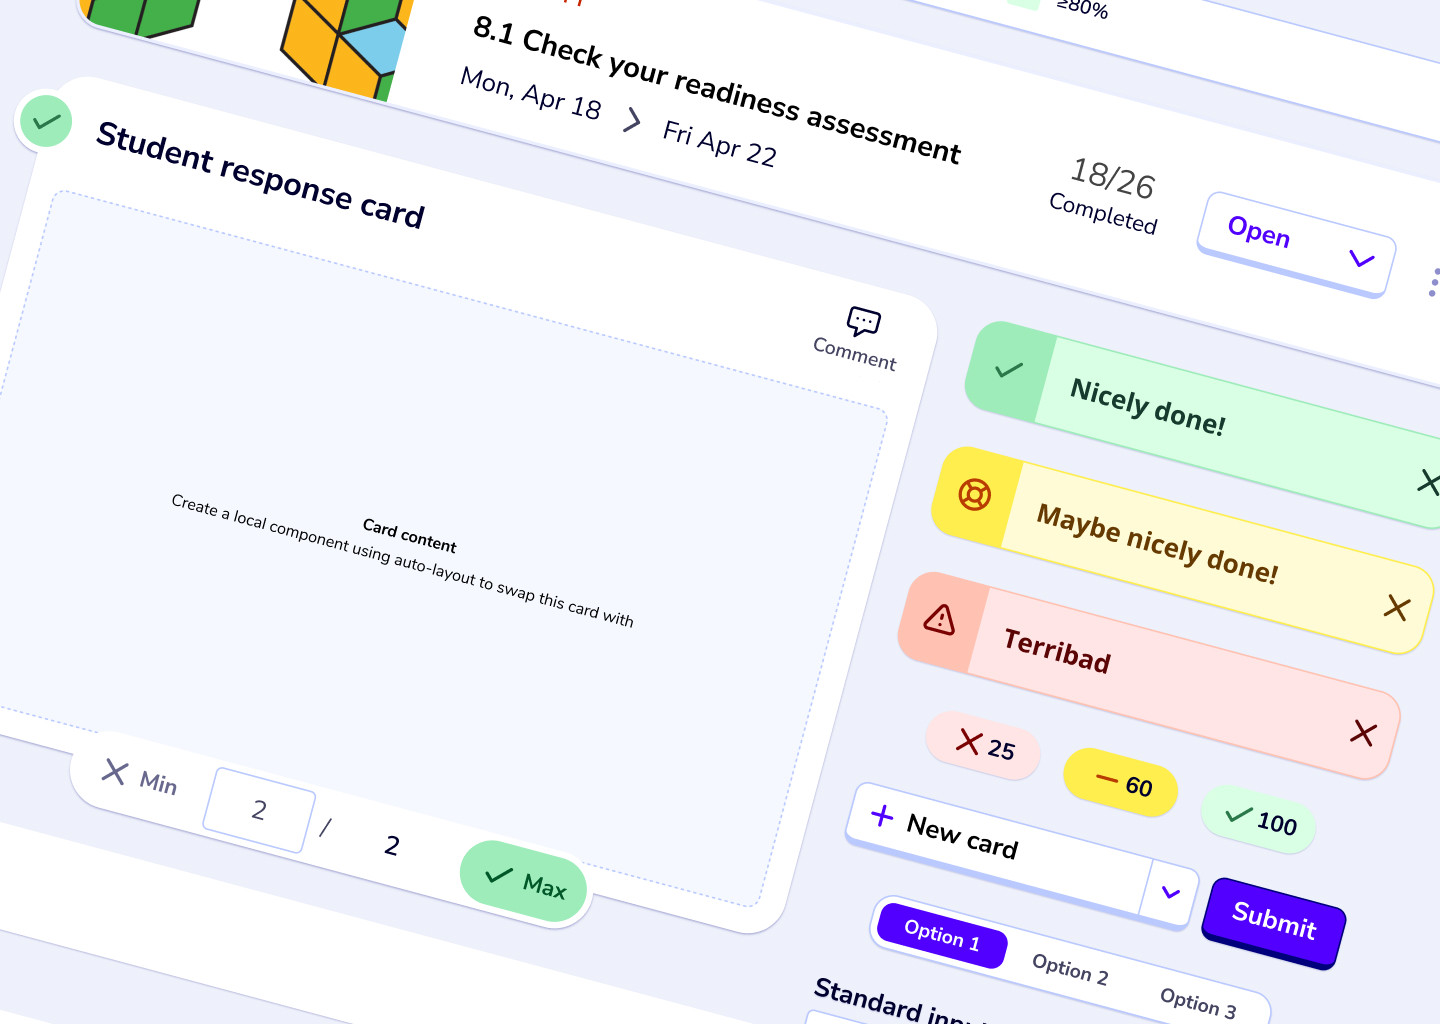 ≥80%
8.1 Check your readiness assessment
Mon, Apr 18
Fri Apr 22
18/26
Completed
Open
Student response card
Comment
Card content
Create a local component using auto-layout to swap this card with
Min
2
/
2
Max
Nicely done!
Maybe nicely done!
Terribad
25
60
100
New card
Submit
Option 1
Option 2
Option 3
Standard